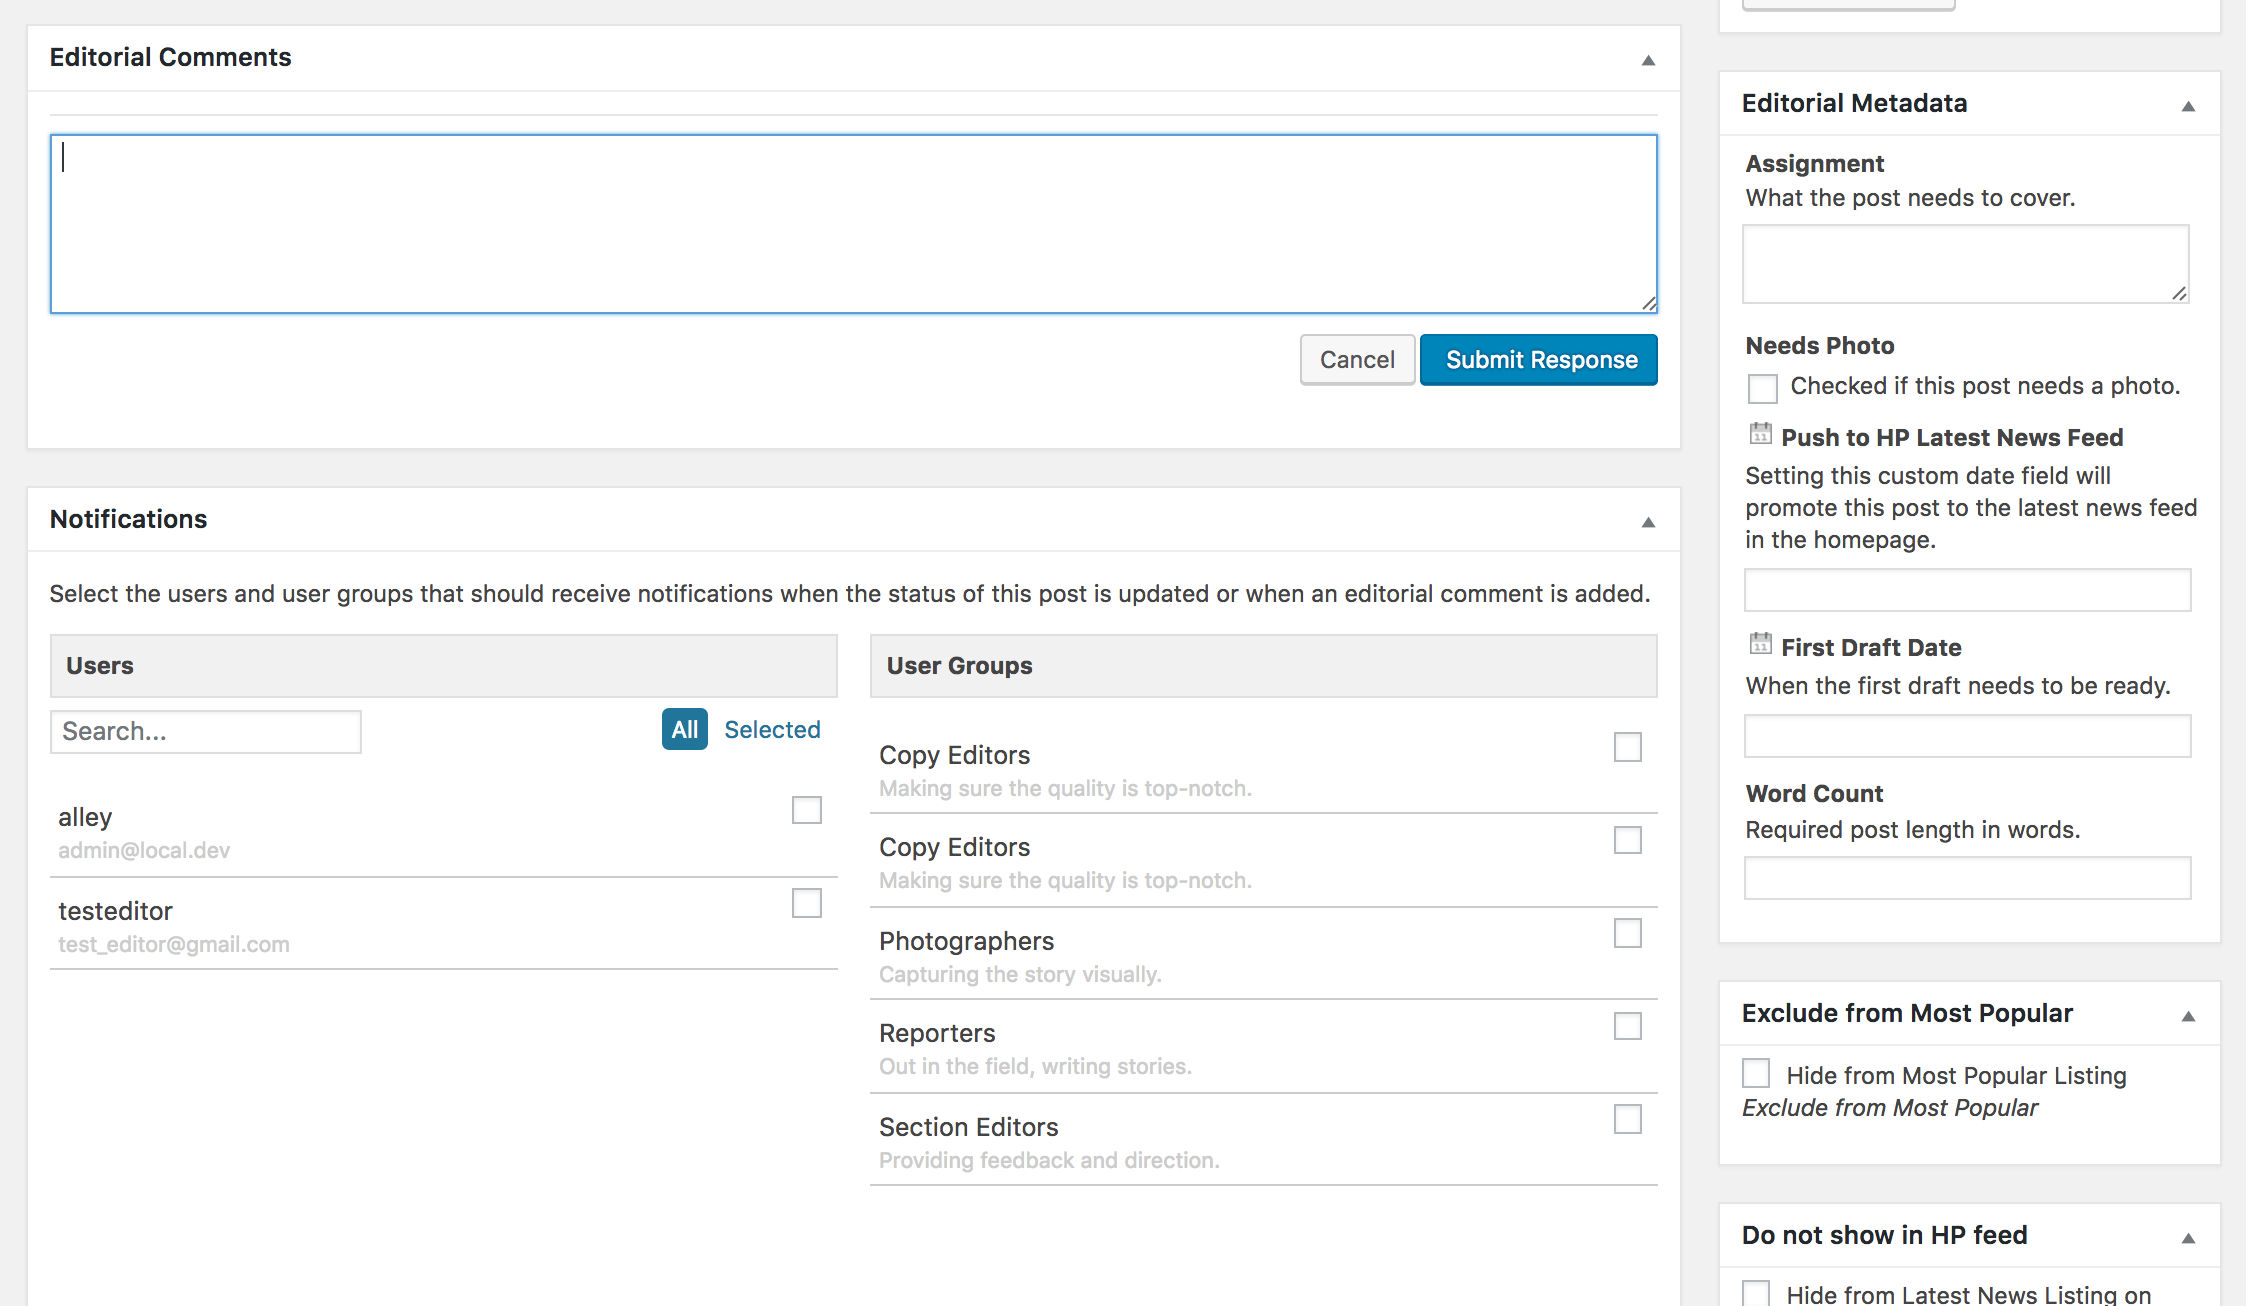 Editorial Comments
Cancel
Submit Response
Notifications
Select the users and user groups that should receive notifications when the status of this post is updated or when an editorial comment is added.
Users
Search...
All
Selected
alley
admin@local.dev
testeditor
test_editor@gmail.com
User Groups
Copy Editors
Making sure the quality is top-notch.
Copy Editors
Making sure the quality is top-notch.
Photographers
Capturing the story visually.
Reporters
Out in the field, writing stories.
Section Editors
Providing feedback and direction.
Editorial Metadata
Assignment
What the post needs to cover.
Needs Photo
Checked if this post needs a photo.
11 Push to HP Latest News Feed
Setting this custom date field will
promote this post to the latest news feed
in the homepage.
11 First Draft Date
When the first draft needs to be ready.
Word Count
Required post length in words.
Exclude from Most Popular
Hide from Most Popular Listing
Exclude from Most Popular
Do not show in HP feed
Hide from Latest News Listing on